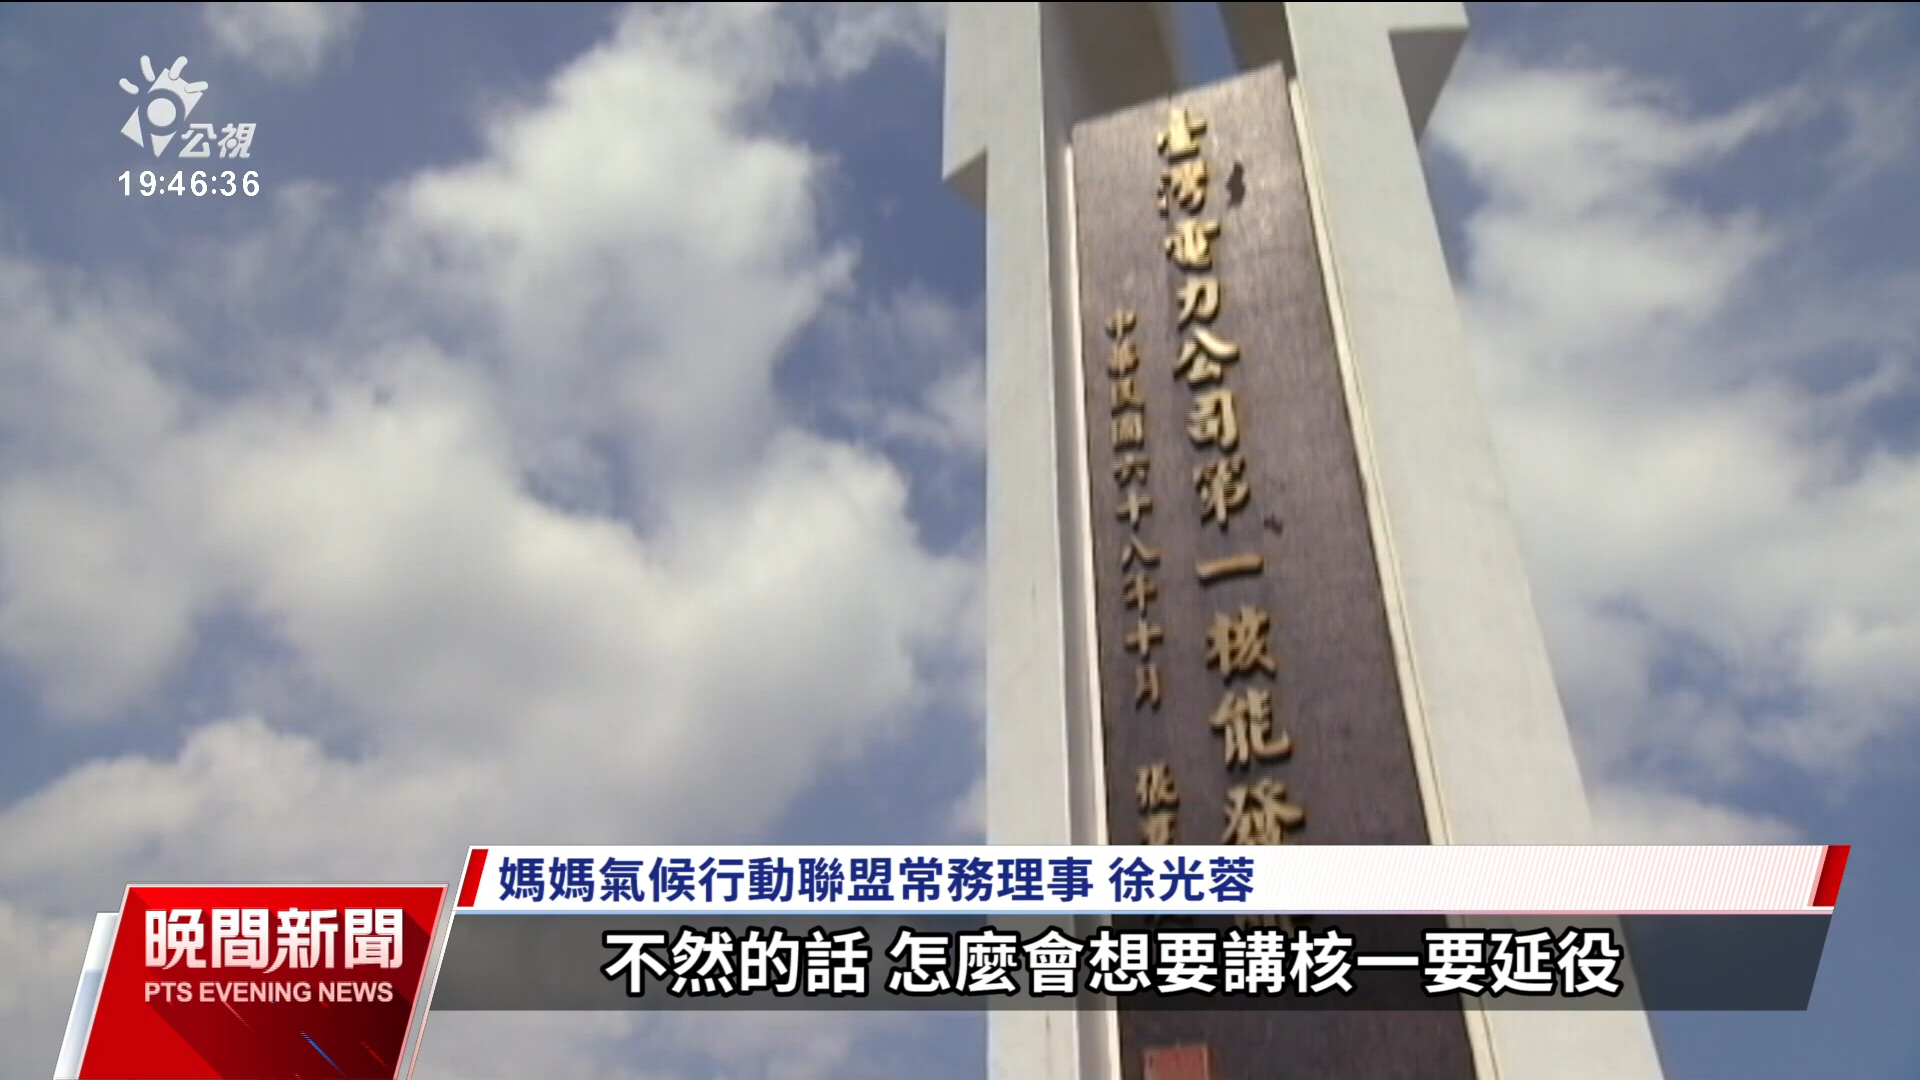 公視
19:46:36
臺灣電力公司第一核能發
中華民國六十八年十月 張
媽媽氣候行動聯盟常務理事 徐光蓉
晚間新聞
PTS EVENING NEWS
不然的話 怎麼會想要講核一要延役